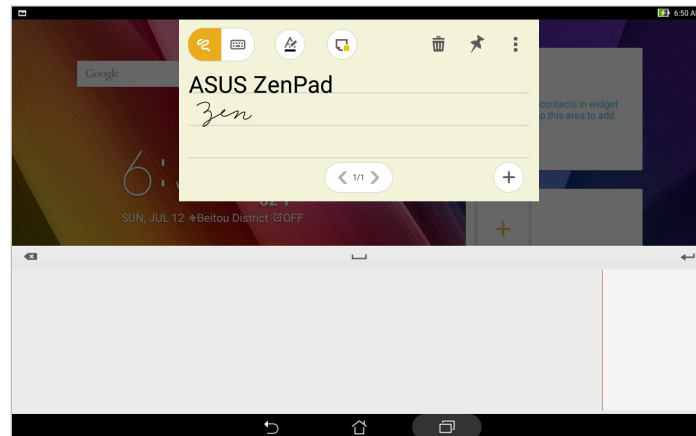 6:50 A
Google
ASUS ZenPad
Zen
contacts in widget
p this area to add
1/1
6:
SUN, JUL 12
Beitou District
OFF